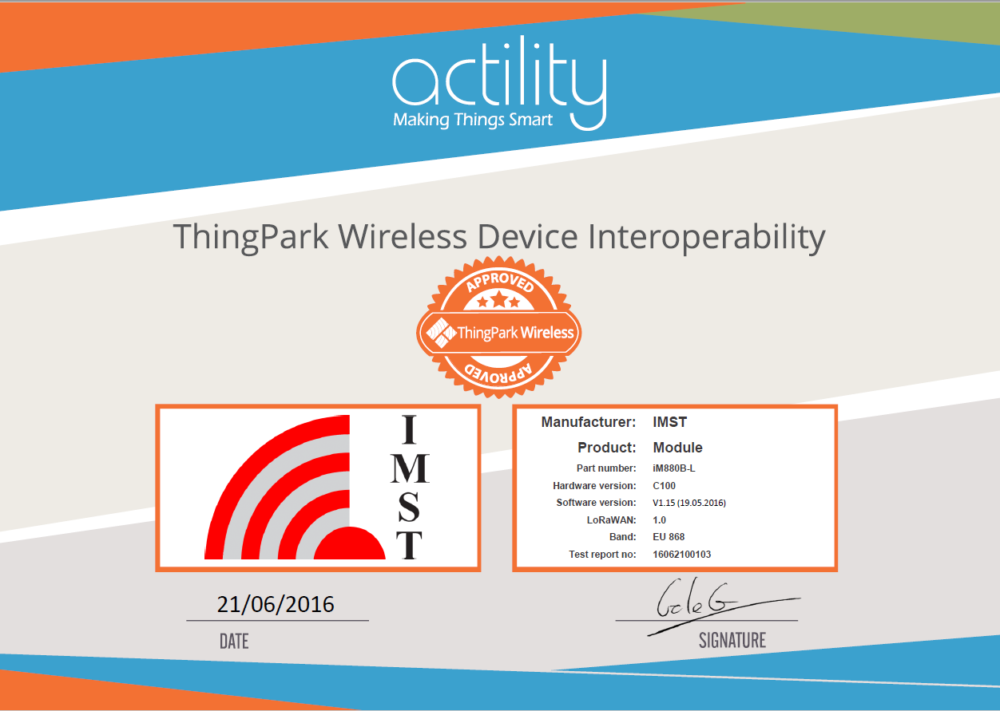 actility
Making Things Smart
ThingPark Wireless Device Interoperability
APPROVED
ThingPark Wireless
APPROVED
I
M
S
T
Manufacturer: IMST
Product: Module
Part number: iM880B-L
Hardware version: C100
Software version: V1.15 (19.05.2016)
LoRaWAN: 1.0
Band: EU 868
Test report no: 16062100103
21/06/2016
DATE
SIGNATURE